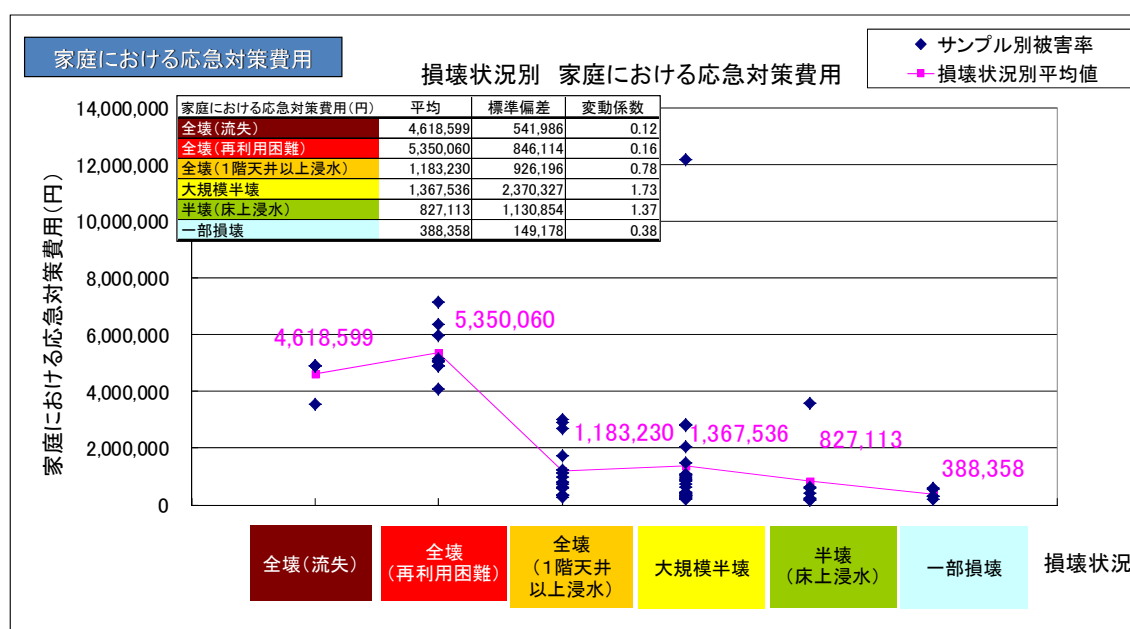 家庭における応急対策費用
サンプル別被害率
損壊状況別平均値
損壊状況別 家庭における応急対策費用
家庭における応急対策費用(円) 平均 標準偏差 変動係数
全壊(流失) 4,618,599 541,986 0.12
全壊(再利用困難) 5,350,060 846,114 0.16
全壊(1階天井以上浸水) 1,183,230 926,196 0.78
大規模半壊 1,367,536 2,370,327 1.73
半壊(床上浸水) 827,113 1,130,854 1.37
一部損壊 388,358 149,178 0.38
家庭における応急対策費用(円)
14,000,000
12,000,000
10,000,000
8,000,000
6,000,000
4,000,000
2,000,000
0
4,618,599
5,350,060
1,183,230
1,367,536
827,113
388,358
全壊(流失)
全壊
(再利用困難)
全壊
(1階天井
以上浸水)
大規模半壊
半壊
(床上浸水)
一部損壊
損壊状況